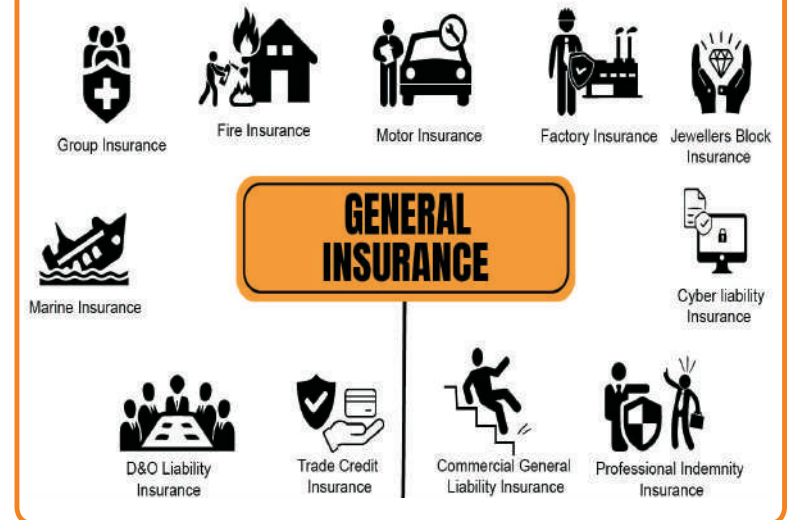 Group Insurance
Fire Insurance
Motor Insurance
Factory Insurance
Jewellers Block
Insurance
GENERAL
INSURANCE
Marine Insurance
Cyber liability
Insurance
D&O Liability
Insurance
Trade Credit
Insurance
Commercial General
Liability Insurance
Professional Indemnity
Insurance